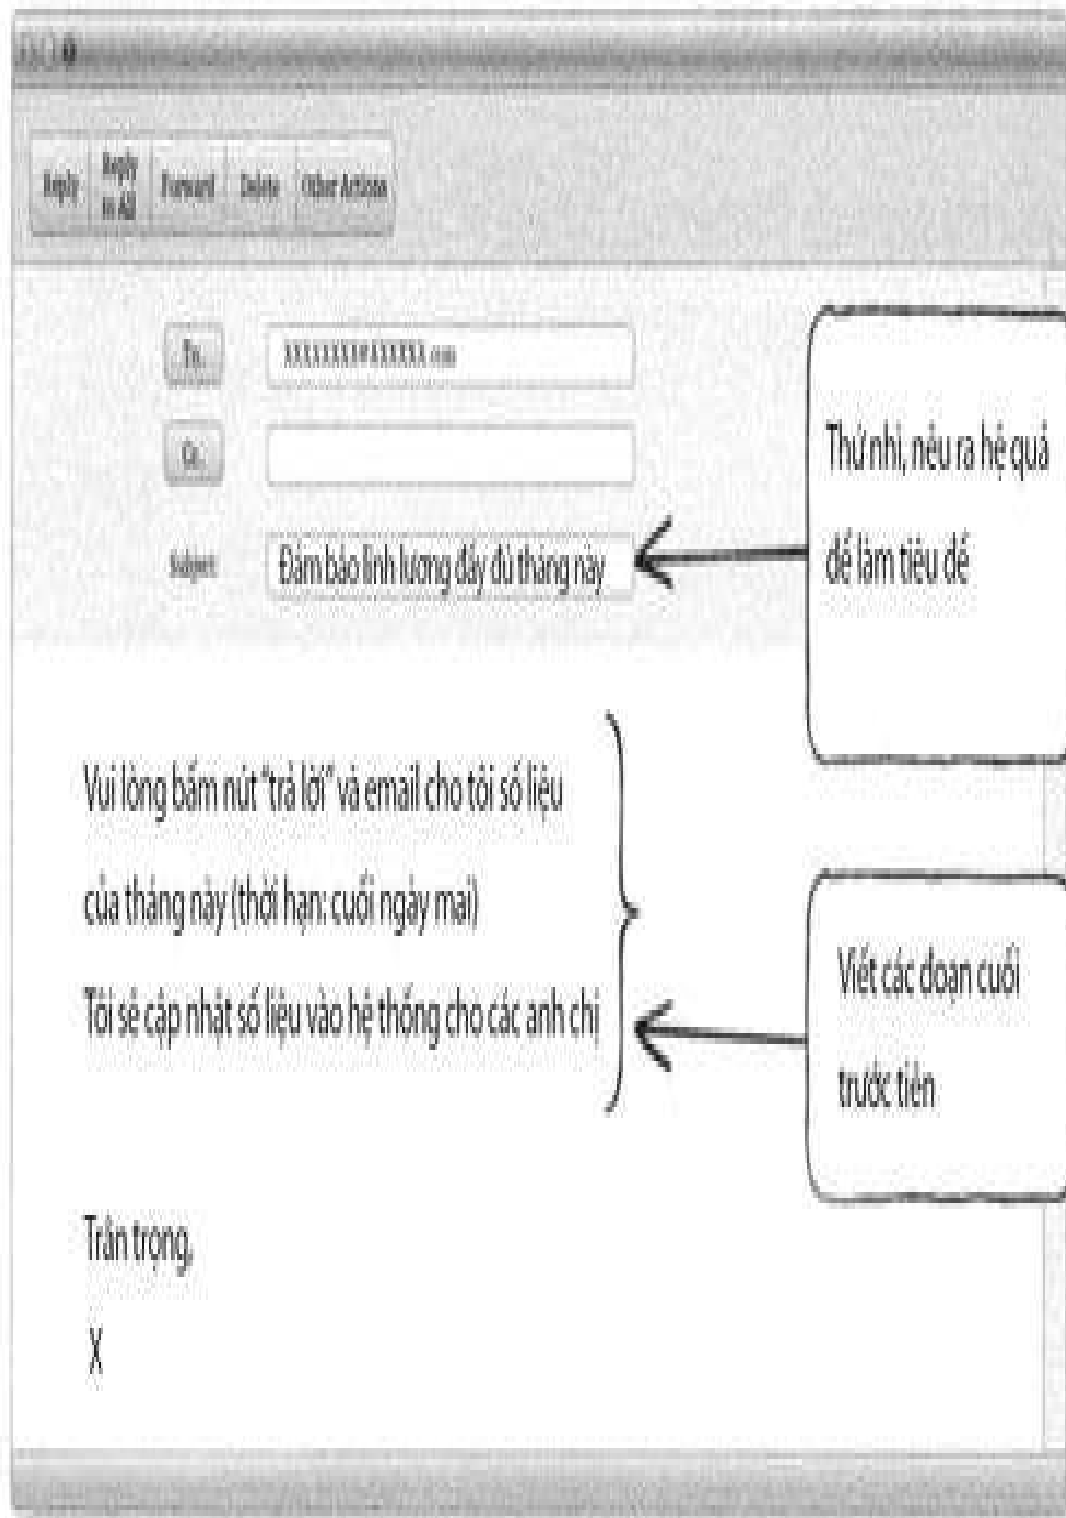 Reply
Reply to All
Forward
Delete
Other Actions
To...
Cc...
Subject:
Đảm bảo lĩnh lương đầy đủ tháng này
Thứ nhì, nêu ra hệ quả
để làm tiêu đề
Vui lòng bấm nút “trả lời” và email cho tôi số liệu
của tháng này (thời hạn: cuối ngày mai)
Tôi sẽ cập nhật số liệu vào hệ thống cho các anh chị
Viết các đoạn cuối
trước tiên
Trân trọng,
X